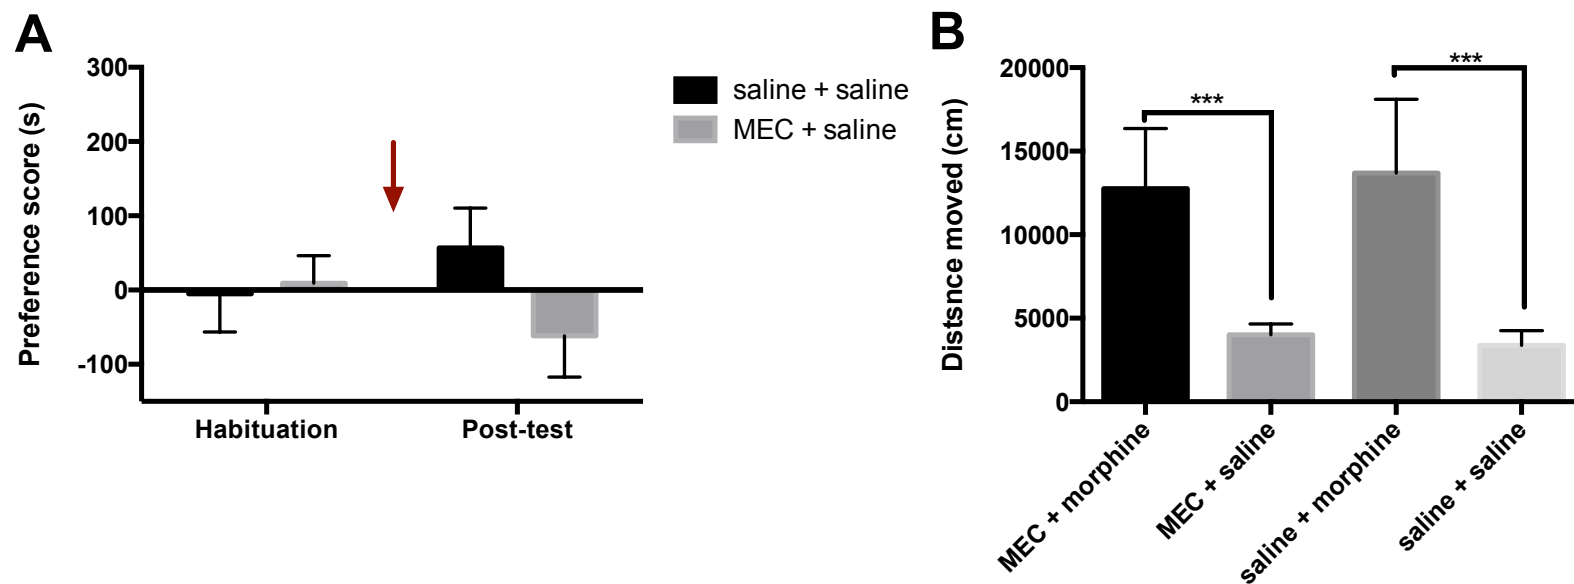 A
Preference score (s)
300
200
100
0
-100
Habituation
Post-test
saline + saline
MEC + saline
B
Distsnce moved (cm)
20000
15000
10000
5000
0
***
***
MEC + morphine
MEC + saline
saline + morphine
saline + saline